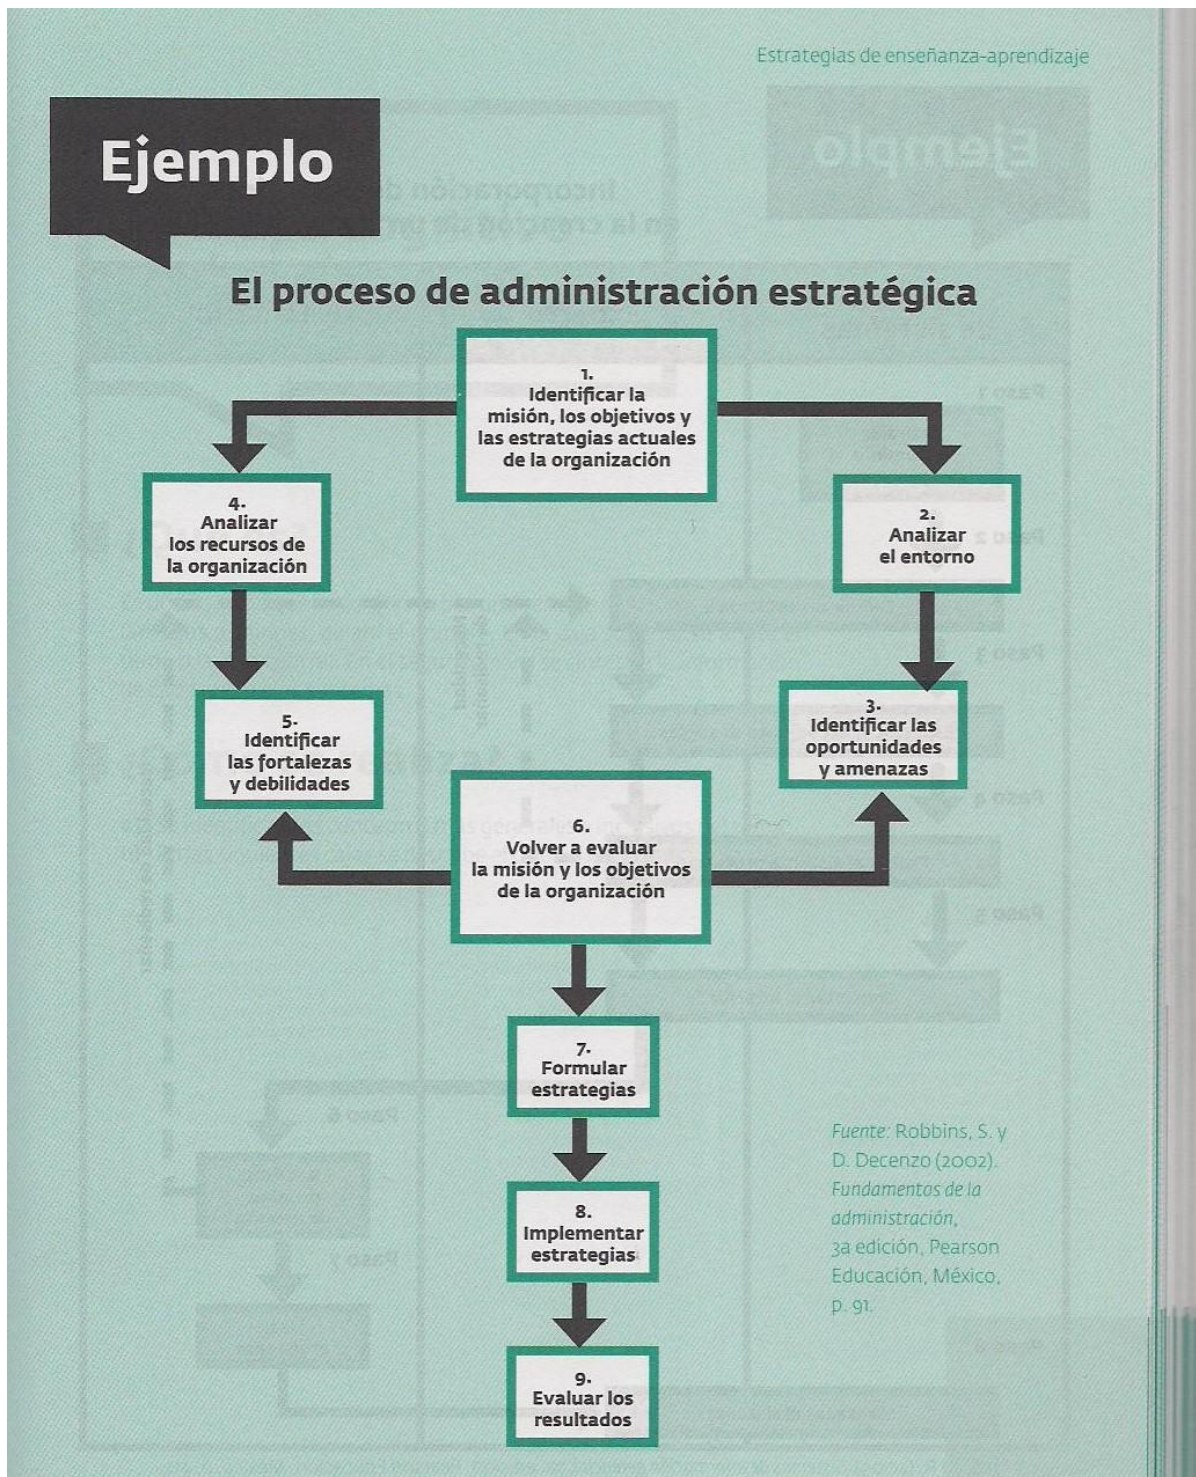 Estrategias de enseñanza-aprendizaje
Ejemplo
El proceso de administración estratégica
1.
Identificar la
misión, los objetivos y
las estrategias actuales
de la organización
4.
Analizar
los recursos de
la organización
2.
Analizar
el entorno
5.
Identificar
las fortalezas
y debilidades
3.
Identificar las
oportunidades
y amenazas
6.
Volver a evaluar
la misión y los objetivos
de la organización
7.
Formular
estrategias
8.
Implementar
estrategias
9.
Evaluar los
resultados
Fuente: Robbins, S. y
D. Decenzo (2002).
Fundamentos de la
administración,
3a edición, Pearson
Educación, México,
p. 91.